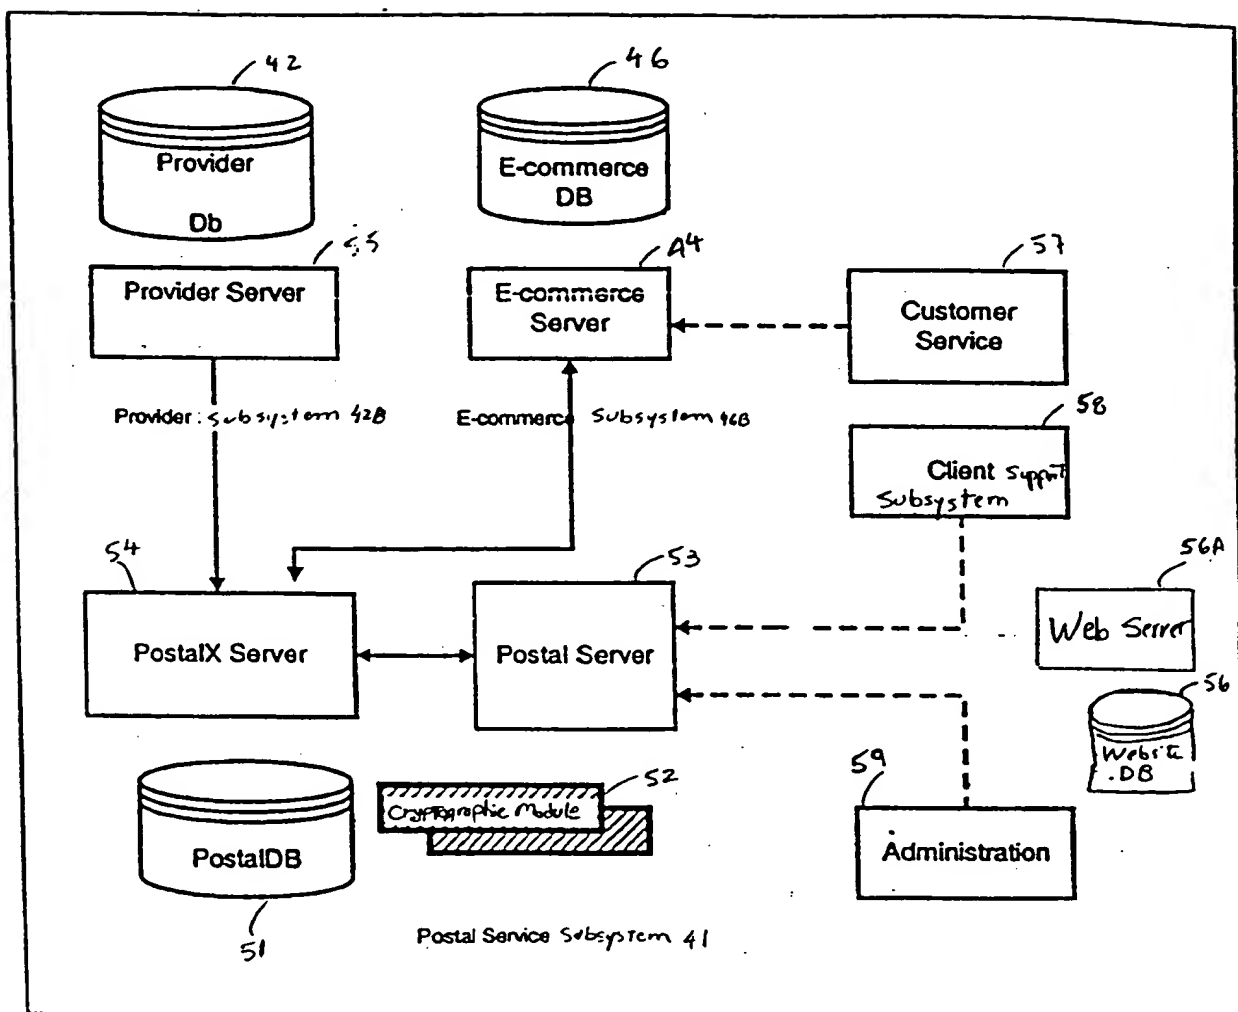 42
46
Provider
Db
E-commerce
DB
55
A4
57
Provider Server
E-commerce
Server
Customer
Service
Provider : Subsystem 42B
E-commerce Subsystem 46B
58
Client Support
Subsystem
54
53
56A
PostalX Server
Postal Server
Web Server
56
Website
.DB
52
Cryptographic Module
59
PostalDB
Administration
51
Postal Service Subsystem 41